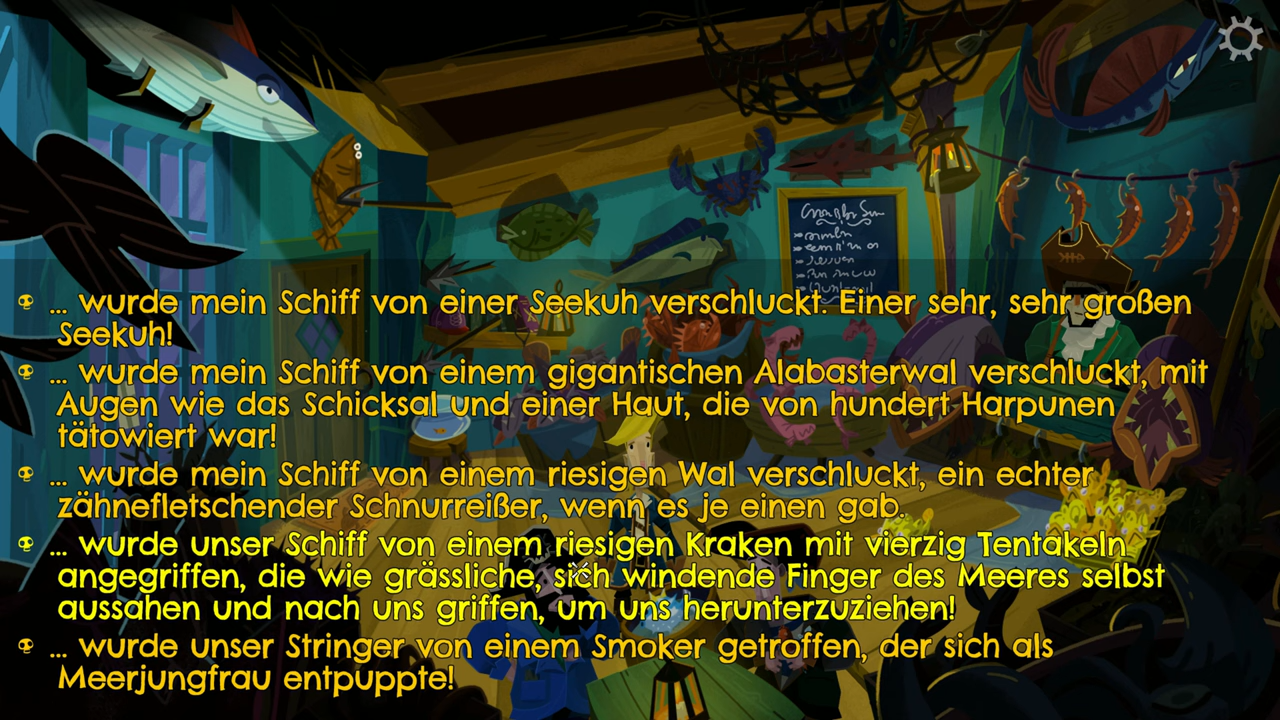 ... wurde mein Schiff von einer Seekuh verschluckt. Einer sehr, sehr großen
Seekuh!
... wurde mein Schiff von einem gigantischen Alabasterwal verschluckt, mit
Augen wie das Schicksal und einer Haut, die von hundert Harpunen
tätowiert war!
... wurde mein Schiff von einem riesigen Wal verschluckt, ein echter
zähnefletschender Schnurreißer, wenn es je einen gab.
... wurde unser Schiff von einem riesigen Kraken mit vierzig Tentakeln
angegriffen, die wie grässliche, sich windende Finger des Meeres selbst
aussahen und nach uns griffen, um uns herunterzuziehen!
... wurde unser Stringer von einem Smoker getroffen, der sich als
Meerjungfrau entpuppte!